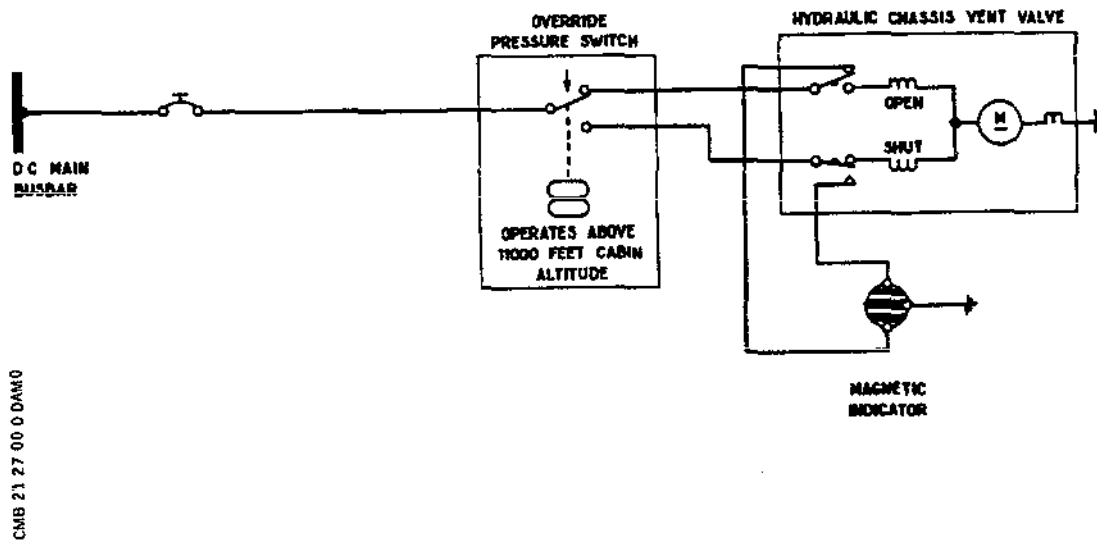 OVERRIDE
PRESSURE SWITCH
HYDRAULIC CHASSIS VENT VALVE
OPEN
M
SHUT
D C MAIN
BUSBAR
OPERATES ABOVE
11000 FEET CABIN
ALTITUDE
MAGNETIC
INDICATOR
CMB 21 27 00 0 DAM0